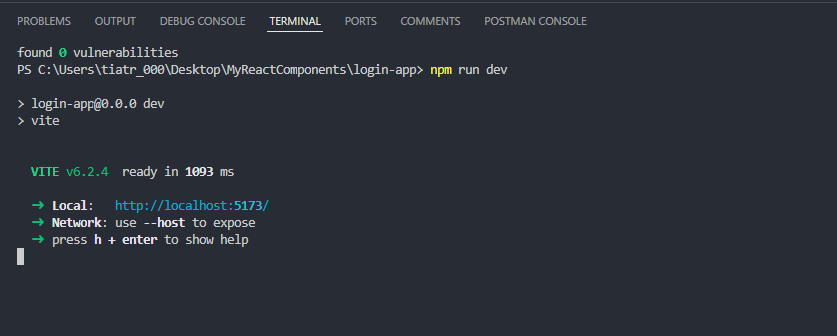 PROBLEMS OUTPUT DEBUG CONSOLE TERMINAL PORTS COMMENTS POSTMAN CONSOLE
found 0 vulnerabilities
PS C:\Users\tiatr_000\Desktop\MyReactComponents\login-app> npm run dev
> login-app@0.0.0 dev
> vite
VITE v6.2.4 ready in 1093 ms
➜ Local: http://localhost:5173/
➜ Network: use --host to expose
➜ press h + enter to show help